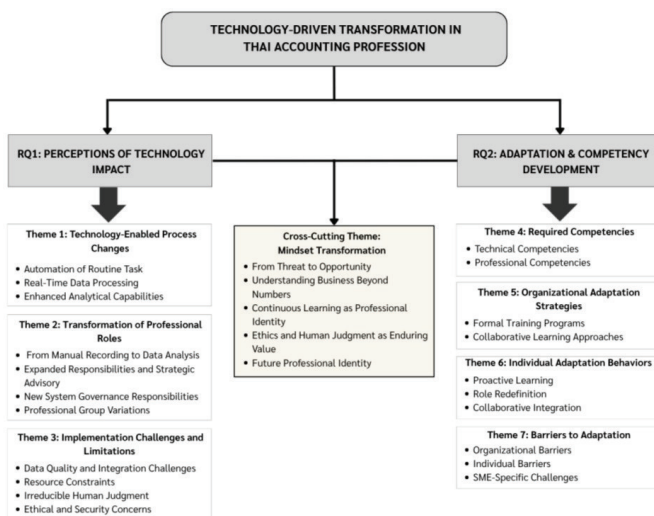 TECHNOLOGY-DRIVEN TRANSFORMATION IN
THAI ACCOUNTING PROFESSION
RQ1: PERCEPTIONS OF TECHNOLOGY
IMPACT
Theme 1: Technology-Enabled Process
Changes
• Automation of Routine Task
• Real-Time Data Processing
• Enhanced Analytical Capabilities
Theme 2: Transformation of Professional
Roles
• From Manual Recording to Data Analysis
• Expanded Responsibilities and Strategic
Advisory
• New System Governance Responsibilities
• Professional Group Variations
Theme 3: Implementation Challenges and
Limitations
• Data Quality and Integration Challenges
• Resource Constraints
• Irreducible Human Judgment
• Ethical and Security Concerns
Cross-Cutting Theme:
Mindset Transformation
• From Threat to Opportunity
• Understanding Business Beyond
Numbers
• Continuous Learning as Professional
Identity
• Ethics and Human Judgment as Enduring
Value
• Future Professional Identity
RQ2: ADAPTATION & COMPETENCY
DEVELOPMENT
Theme 4: Required Competencies
• Technical Competencies
• Professional Competencies
Theme 5: Organizational Adaptation
Strategies
• Formal Training Programs
• Collaborative Learning Approaches
Theme 6: Individual Adaptation Behaviors
• Proactive Learning
• Role Redefinition
• Collaborative Integration
Theme 7: Barriers to Adaptation
• Organizational Barriers
• Individual Barriers
• SME-Specific Challenges